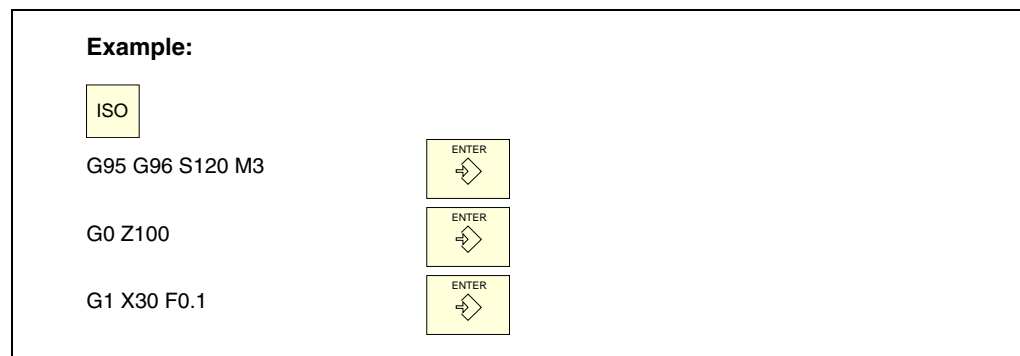 Example:
ISO
G95 G96 S120 M3 ENTER
G0 Z100 ENTER
G1 X30 F0.1 ENTER